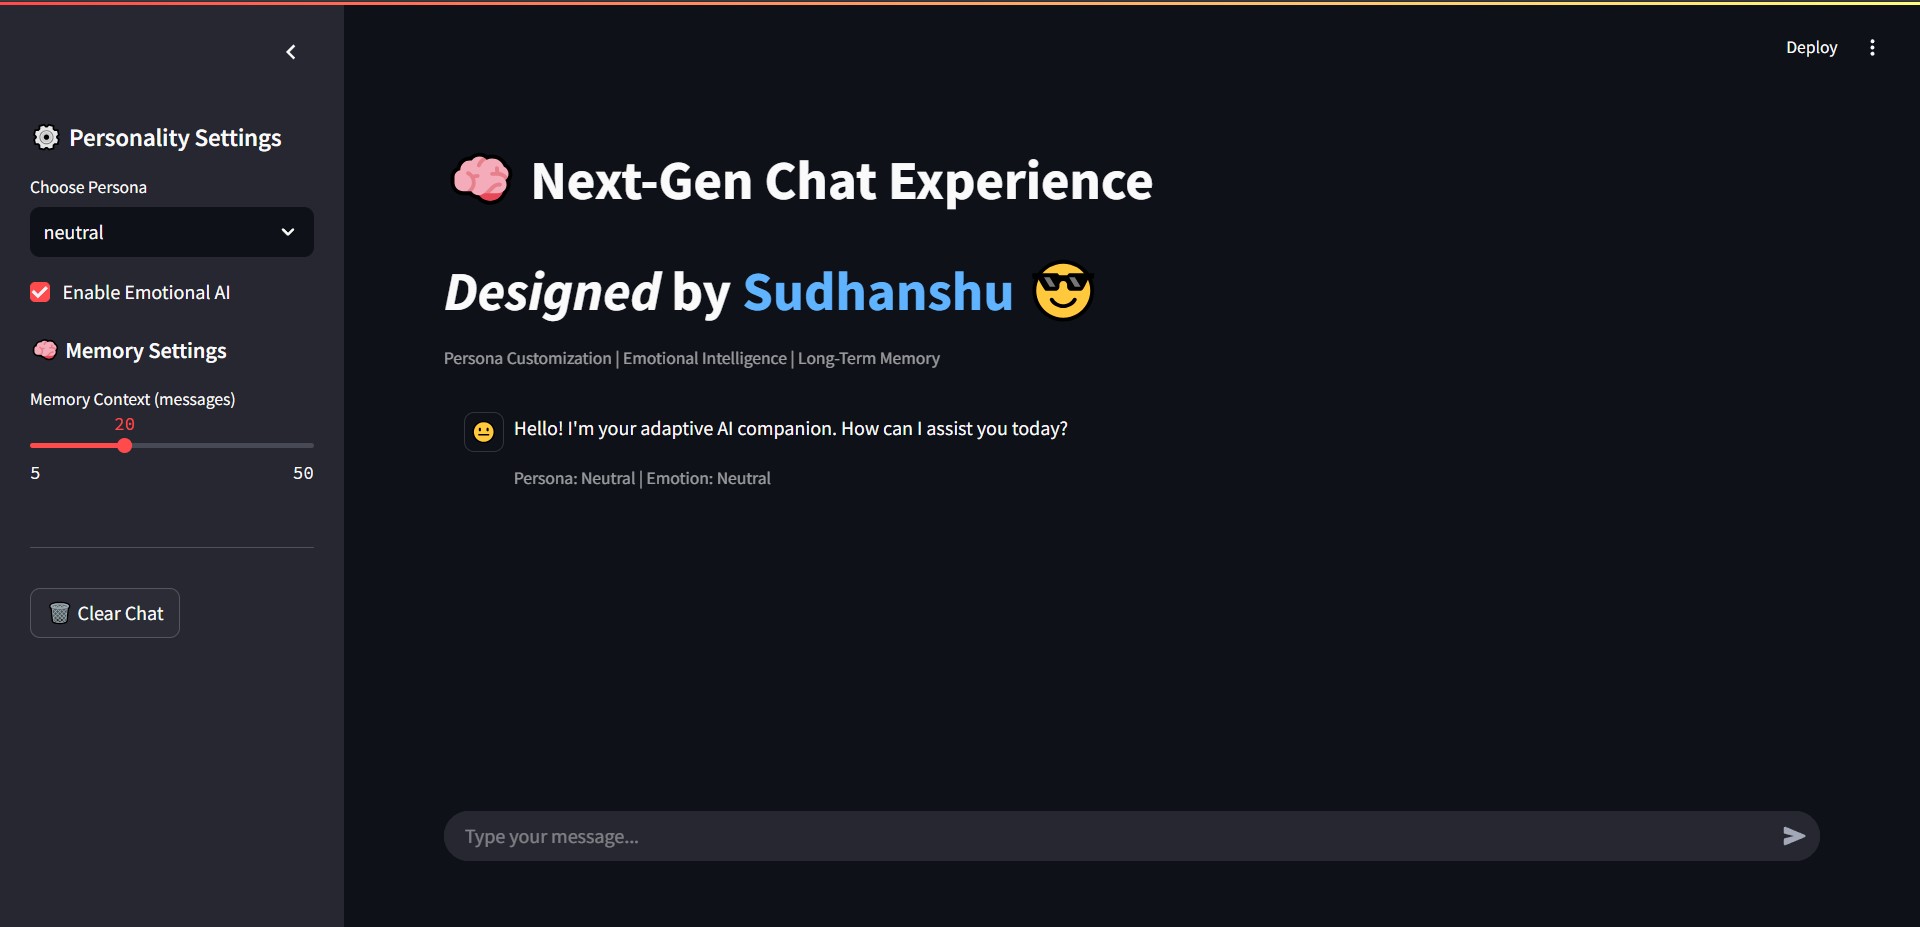 Deploy
Personality Settings
Choose Persona
neutral
Enable Emotional AI
Memory Settings
Memory Context (messages)
20
5 50
Clear Chat
Next-Gen Chat Experience
Designed by Sudhanshu
Persona Customization | Emotional Intelligence | Long-Term Memory
Hello! I'm your adaptive AI companion. How can I assist you today?
Persona: Neutral | Emotion: Neutral
Type your message...